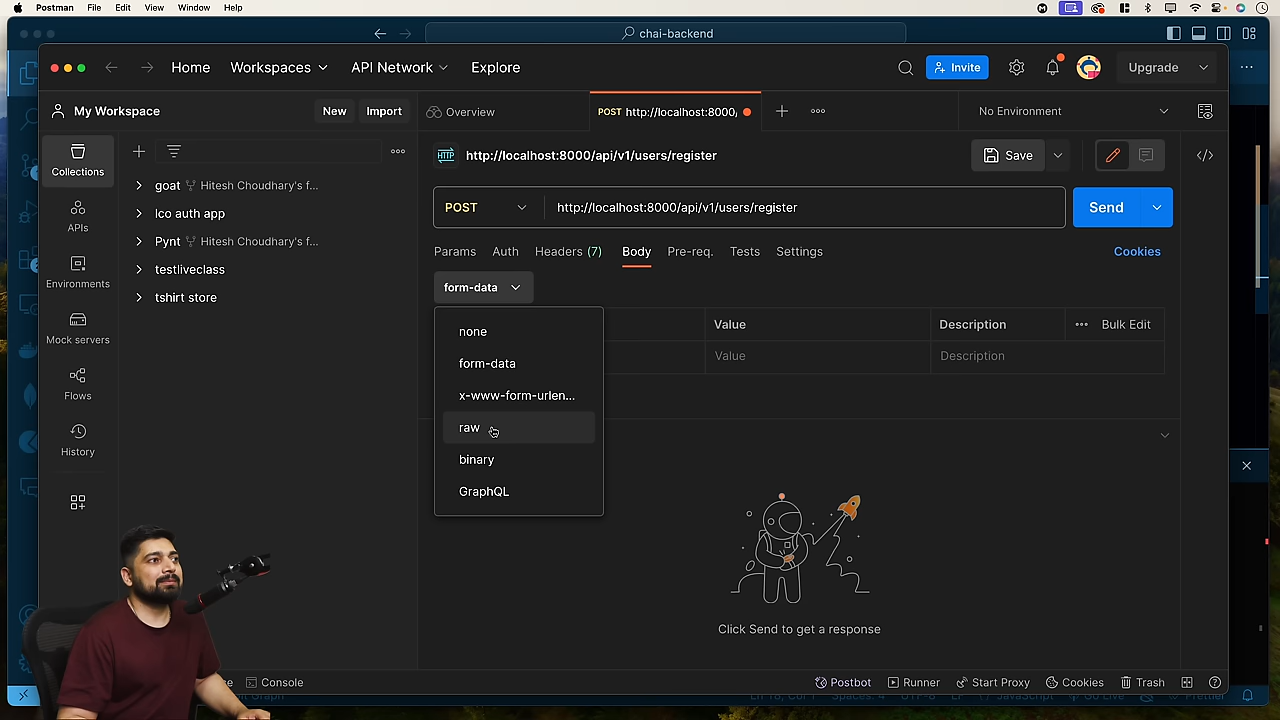 Postman File Edit View Window Help
chai-backend
Home Workspaces API Network Explore
Invite
Upgrade
My Workspace New Import
Overview
POST http://localhost:8000/
No Environment
Collections
APIs
Environments
Mock servers
Flows
History
goat Hitesh Choudhary's f...
lco auth app
Pynt Hitesh Choudhary's f...
testliveclass
tshirt store
HTTP http://localhost:8000/api/v1/users/register
Save
POST http://localhost:8000/api/v1/users/register
Send
Params Auth Headers (7) Body Pre-req. Tests Settings
Cookies
form-data
Value Description Bulk Edit
Value Description
none
form-data
x-www-form-urlen...
raw
binary
GraphQL
Click Send to get a response
Console
Postbot Runner Start Proxy Cookies Trash